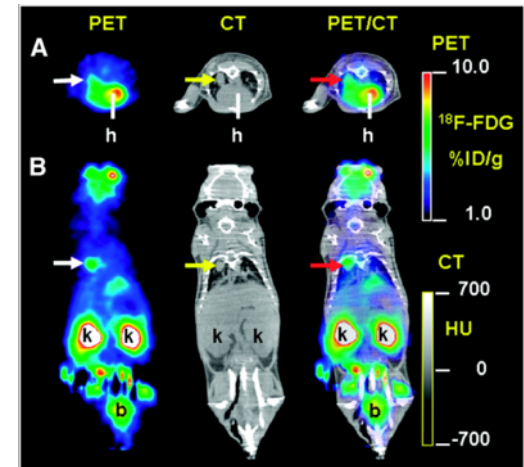 PET CT PET/CT
A
h h h
B
k k k k k k
b b
PET
10.0
18F-FDG
%ID/g
1.0
CT
700
HU
0
-700